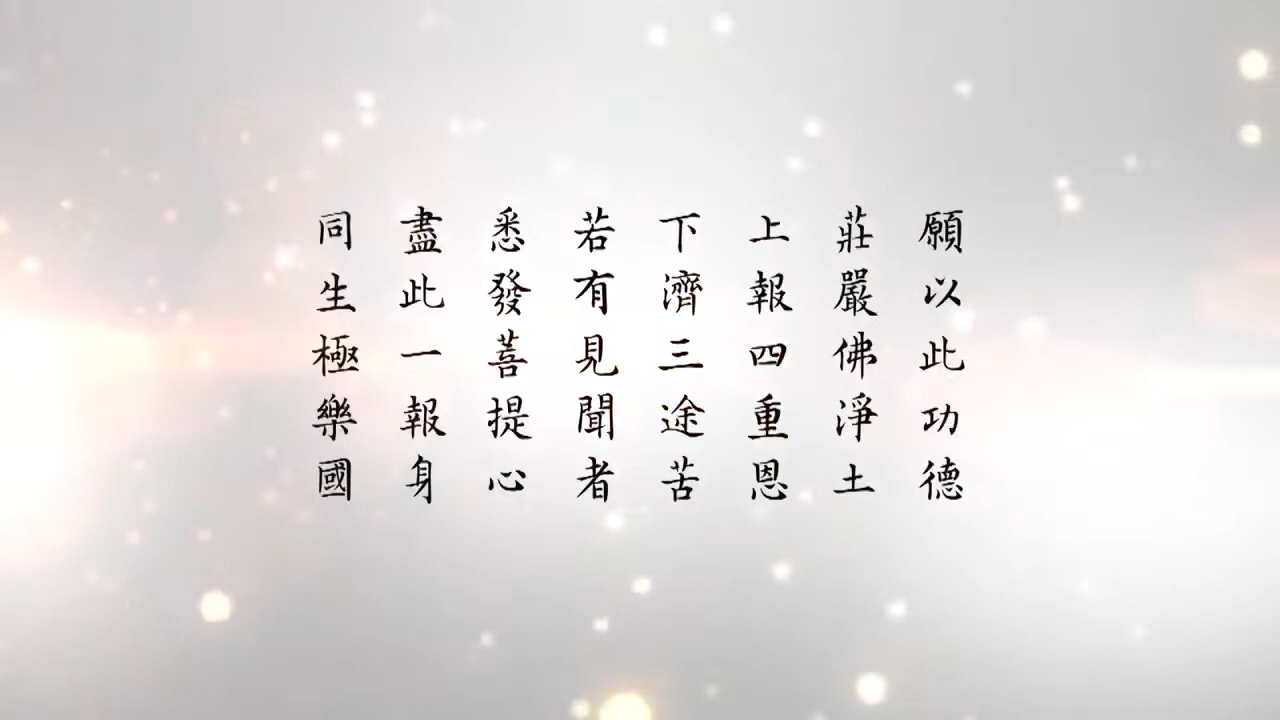 願以此功德
莊嚴佛淨土
上報四重恩
下濟三途苦
若有見聞者
悉發菩提心
盡此一報身
同生極樂國